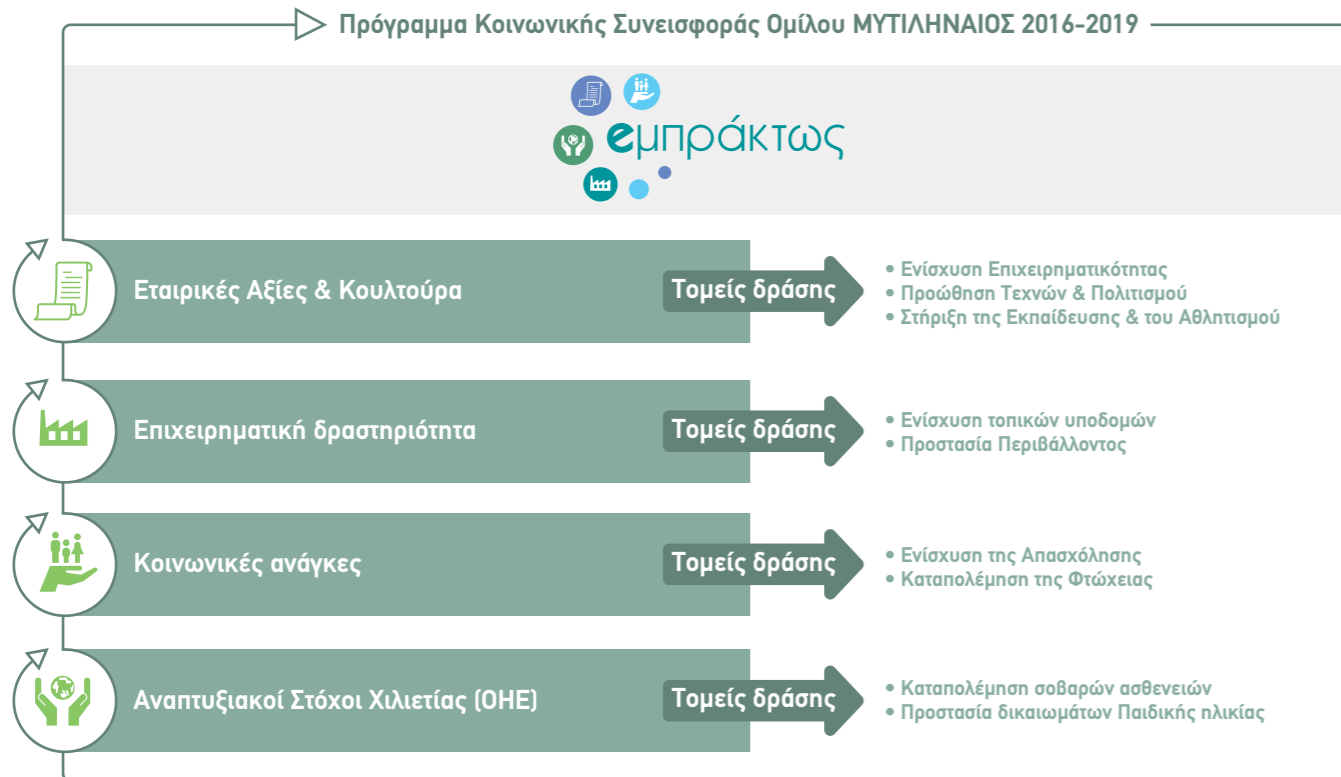 Πρόγραμμα Κοινωνικής Συνεισφοράς Ομίλου ΜΥΤΙΛΗΝΑΙΟΣ 2016-2019
eμπράκτως
Εταιρικές Αξίες & Κουλτούρα
Τομείς δράσης
• Ενίσχυση Επιχειρηματικότητας
• Προώθηση Τεχνών & Πολιτισμού
• Στήριξη της Εκπαίδευσης & του Αθλητισμού
Επιχειρηματική δραστηριότητα
Τομείς δράσης
• Ενίσχυση τοπικών υποδομών
• Προστασία Περιβάλλοντος
Κοινωνικές ανάγκες
Τομείς δράσης
• Ενίσχυση της Απασχόλησης
• Καταπολέμηση της Φτώχειας
Αναπτυξιακοί Στόχοι Χιλιετίας (ΟΗΕ)
Τομείς δράσης
• Καταπολέμηση σοβαρών ασθενειών
• Προστασία δικαιωμάτων Παιδικής ηλικίας